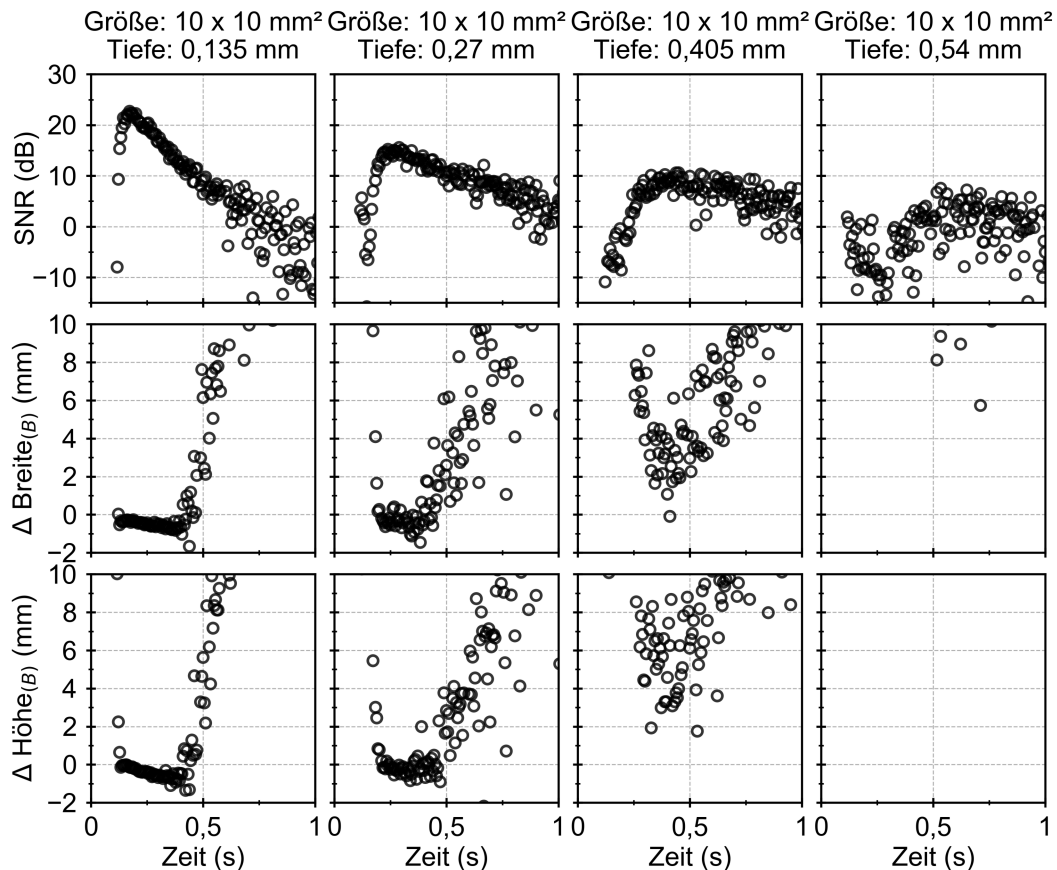 Größe: 10 x 10 mm² Größe: 10 x 10 mm² Größe: 10 x 10 mm² Größe: 10 x 10 mm²
Tiefe: 0,135 mm Tiefe: 0,27 mm Tiefe: 0,405 mm Tiefe: 0,54 mm
30
20
10
0
−10
SNR (dB)
10
8
6
4
2
0
−2
Δ Breite(B) (mm)
10
8
6
4
2
0
−2
Δ Höhe(B) (mm)
0 0,5 1 0 0,5 1 0 0,5 1 0 0,5 1
Zeit (s) Zeit (s) Zeit (s) Zeit (s)